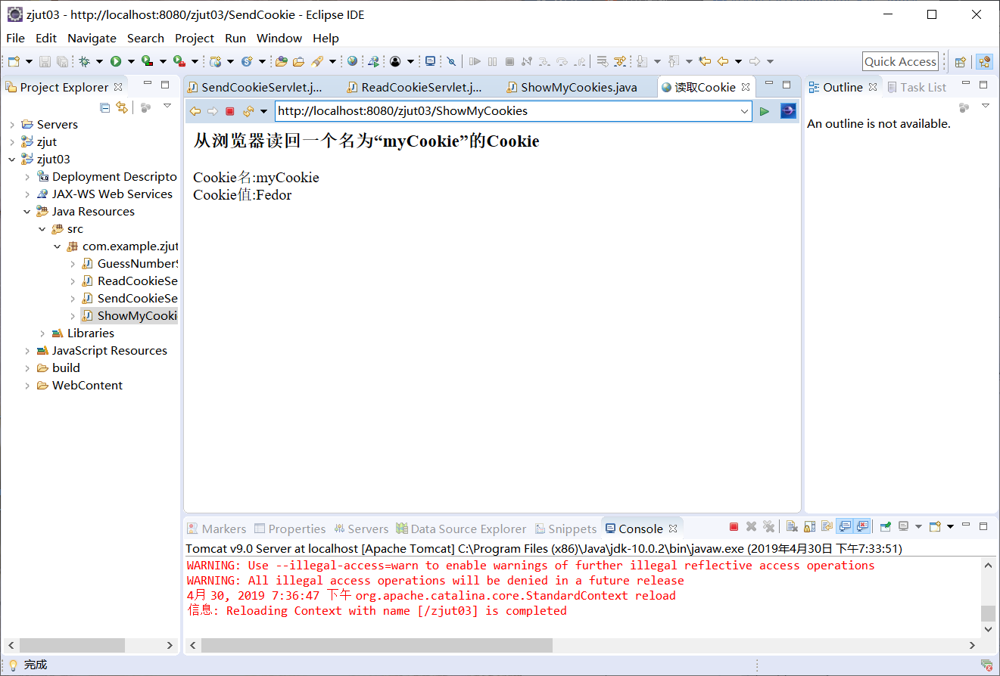 zjut03 - http://localhost:8080/zjut03/SendCookie - Eclipse IDE
File Edit Navigate Search Project Run Window Help
Quick Access
Project Explorer
Servers
zjut
zjut03
Deployment Descripto
JAX-WS Web Services
Java Resources
src
com.example.zjut
GuessNumberS
ReadCookieSe
SendCookieSe
ShowMyCooki
Libraries
JavaScript Resources
build
WebContent
SendCookieServlet.j... ReadCookieServlet.j... ShowMyCookies.java 读取Cookie
http://localhost:8080/zjut03/ShowMyCookies
从浏览器读回一个名为“myCookie”的Cookie
Cookie名:myCookie
Cookie值:Fedor
Outline Task List
An outline is not available.
Markers Properties Servers Data Source Explorer Snippets Console
Tomcat v9.0 Server at localhost [Apache Tomcat] C:\Program Files (x86)\Java\jdk-10.0.2\bin\javaw.exe (2019年4月30日 下午7:33:51)
WARNING: Use --illegal-access=warn to enable warnings of further illegal reflective access operations
WARNING: All illegal access operations will be denied in a future release
4月 30, 2019 7:36:47 下午 org.apache.catalina.core.StandardContext reload
信息: Reloading Context with name [/zjut03] is completed
完成